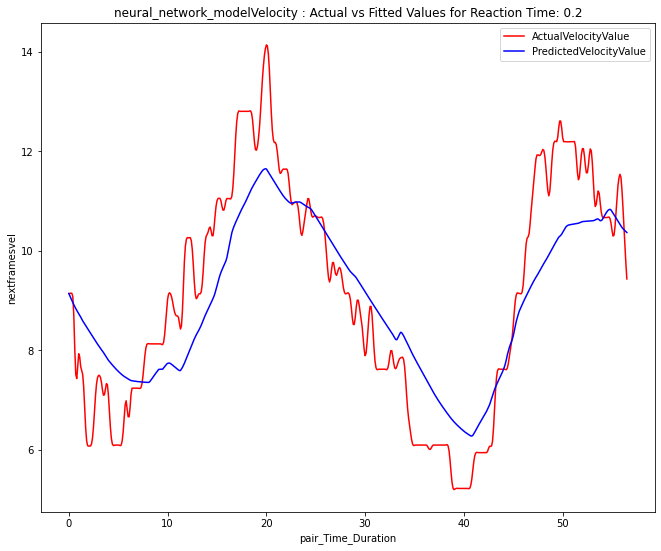 neural_network_modelVelocity : Actual vs Fitted Values for Reaction Time: 0.2
ActualVelocityValue
PredictedVelocityValue
nextframesvel
14
12
10
8
6
0 10 20 30 40 50
pair_Time_Duration